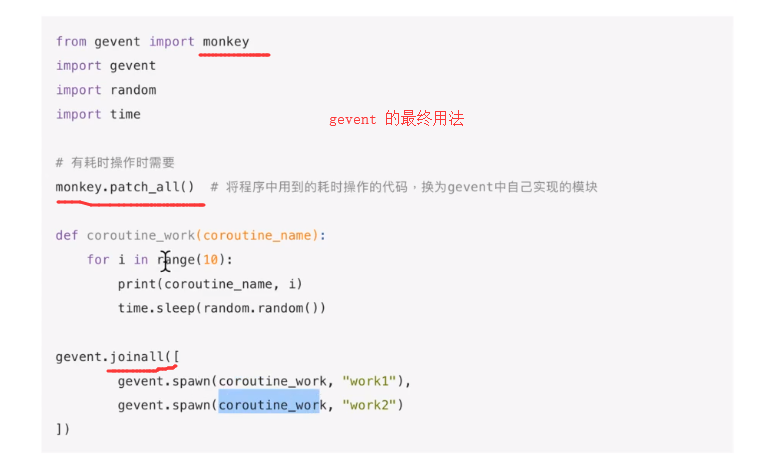 from gevent import monkey
import gevent
import random
import time
gevent 的最终用法
# 有耗时操作时需要
monkey.patch_all()  # 将程序中用到的耗时操作的代码，换为gevent中自己实现的模块
def coroutine_work(coroutine_name):
    for i in range(10):
        print(coroutine_name, i)
        time.sleep(random.random())
gevent.joinall([
        gevent.spawn(coroutine_work, "work1"),
        gevent.spawn(coroutine_work, "work2")
])